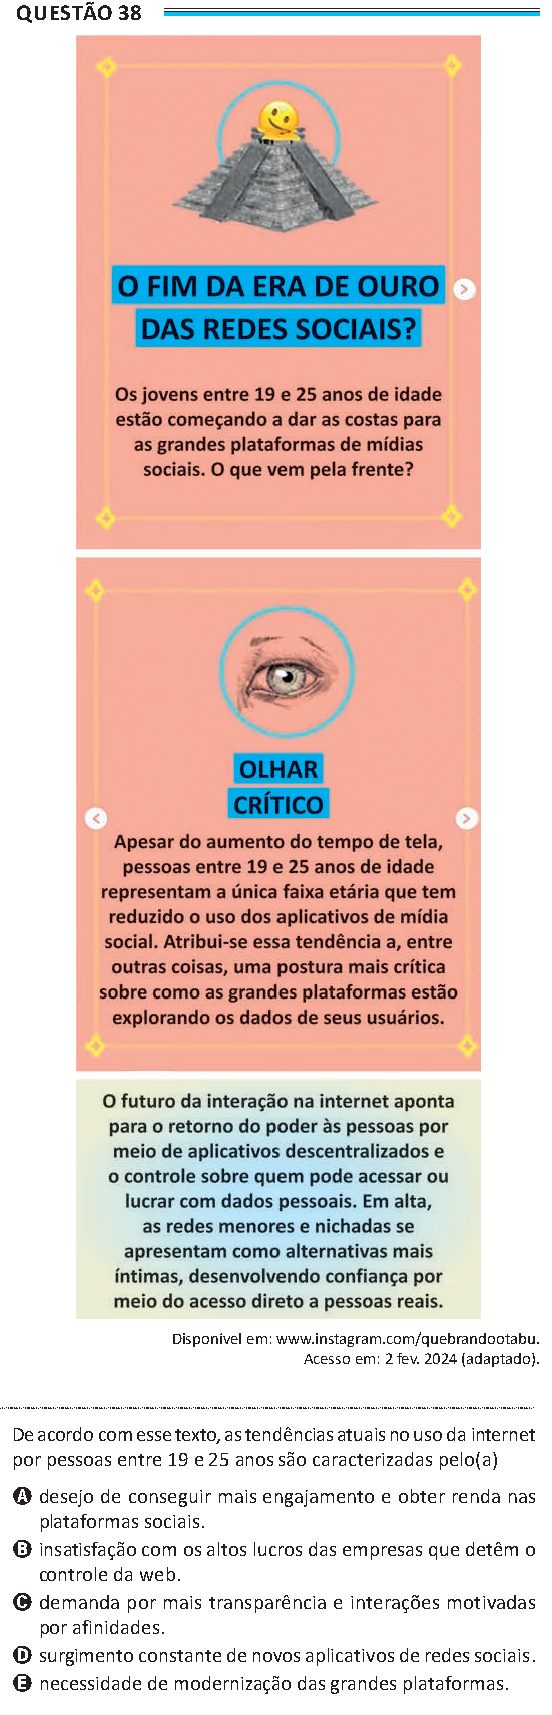 QUESTÃO 38
O FIM DA ERA DE OURO
DAS REDES SOCIAIS?
Os jovens entre 19 e 25 anos de idade
estão começando a dar as costas para
as grandes plataformas de mídias
sociais. O que vem pela frente?
OLHAR
CRÍTICO
Apesar do aumento do tempo de tela,
pessoas entre 19 e 25 anos de idade
representam a única faixa etária que tem
reduzido o uso dos aplicativos de mídia
social. Atribui-se essa tendência a, entre
outras coisas, uma postura mais crítica
sobre como as grandes plataformas estão
explorando os dados de seus usuários.
O futuro da interação na internet aponta
para o retorno do poder às pessoas por
meio de aplicativos descentralizados e
o controle sobre quem pode acessar ou
lucrar com dados pessoais. Em alta,
as redes menores e nichadas se
apresentam como alternativas mais
íntimas, desenvolvendo confiança por
meio do acesso direto a pessoas reais.
Disponível em: www.instagram.com/quebrandootabu.
Acesso em: 2 fev. 2024 (adaptado).
De acordo com esse texto, as tendências atuais no uso da internet
por pessoas entre 19 e 25 anos são caracterizadas pelo(a)
A desejo de conseguir mais engajamento e obter renda nas
plataformas sociais.
B insatisfação com os altos lucros das empresas que detêm o
controle da web.
C demanda por mais transparência e interações motivadas
por afinidades.
D surgimento constante de novos aplicativos de redes sociais.
E necessidade de modernização das grandes plataformas.